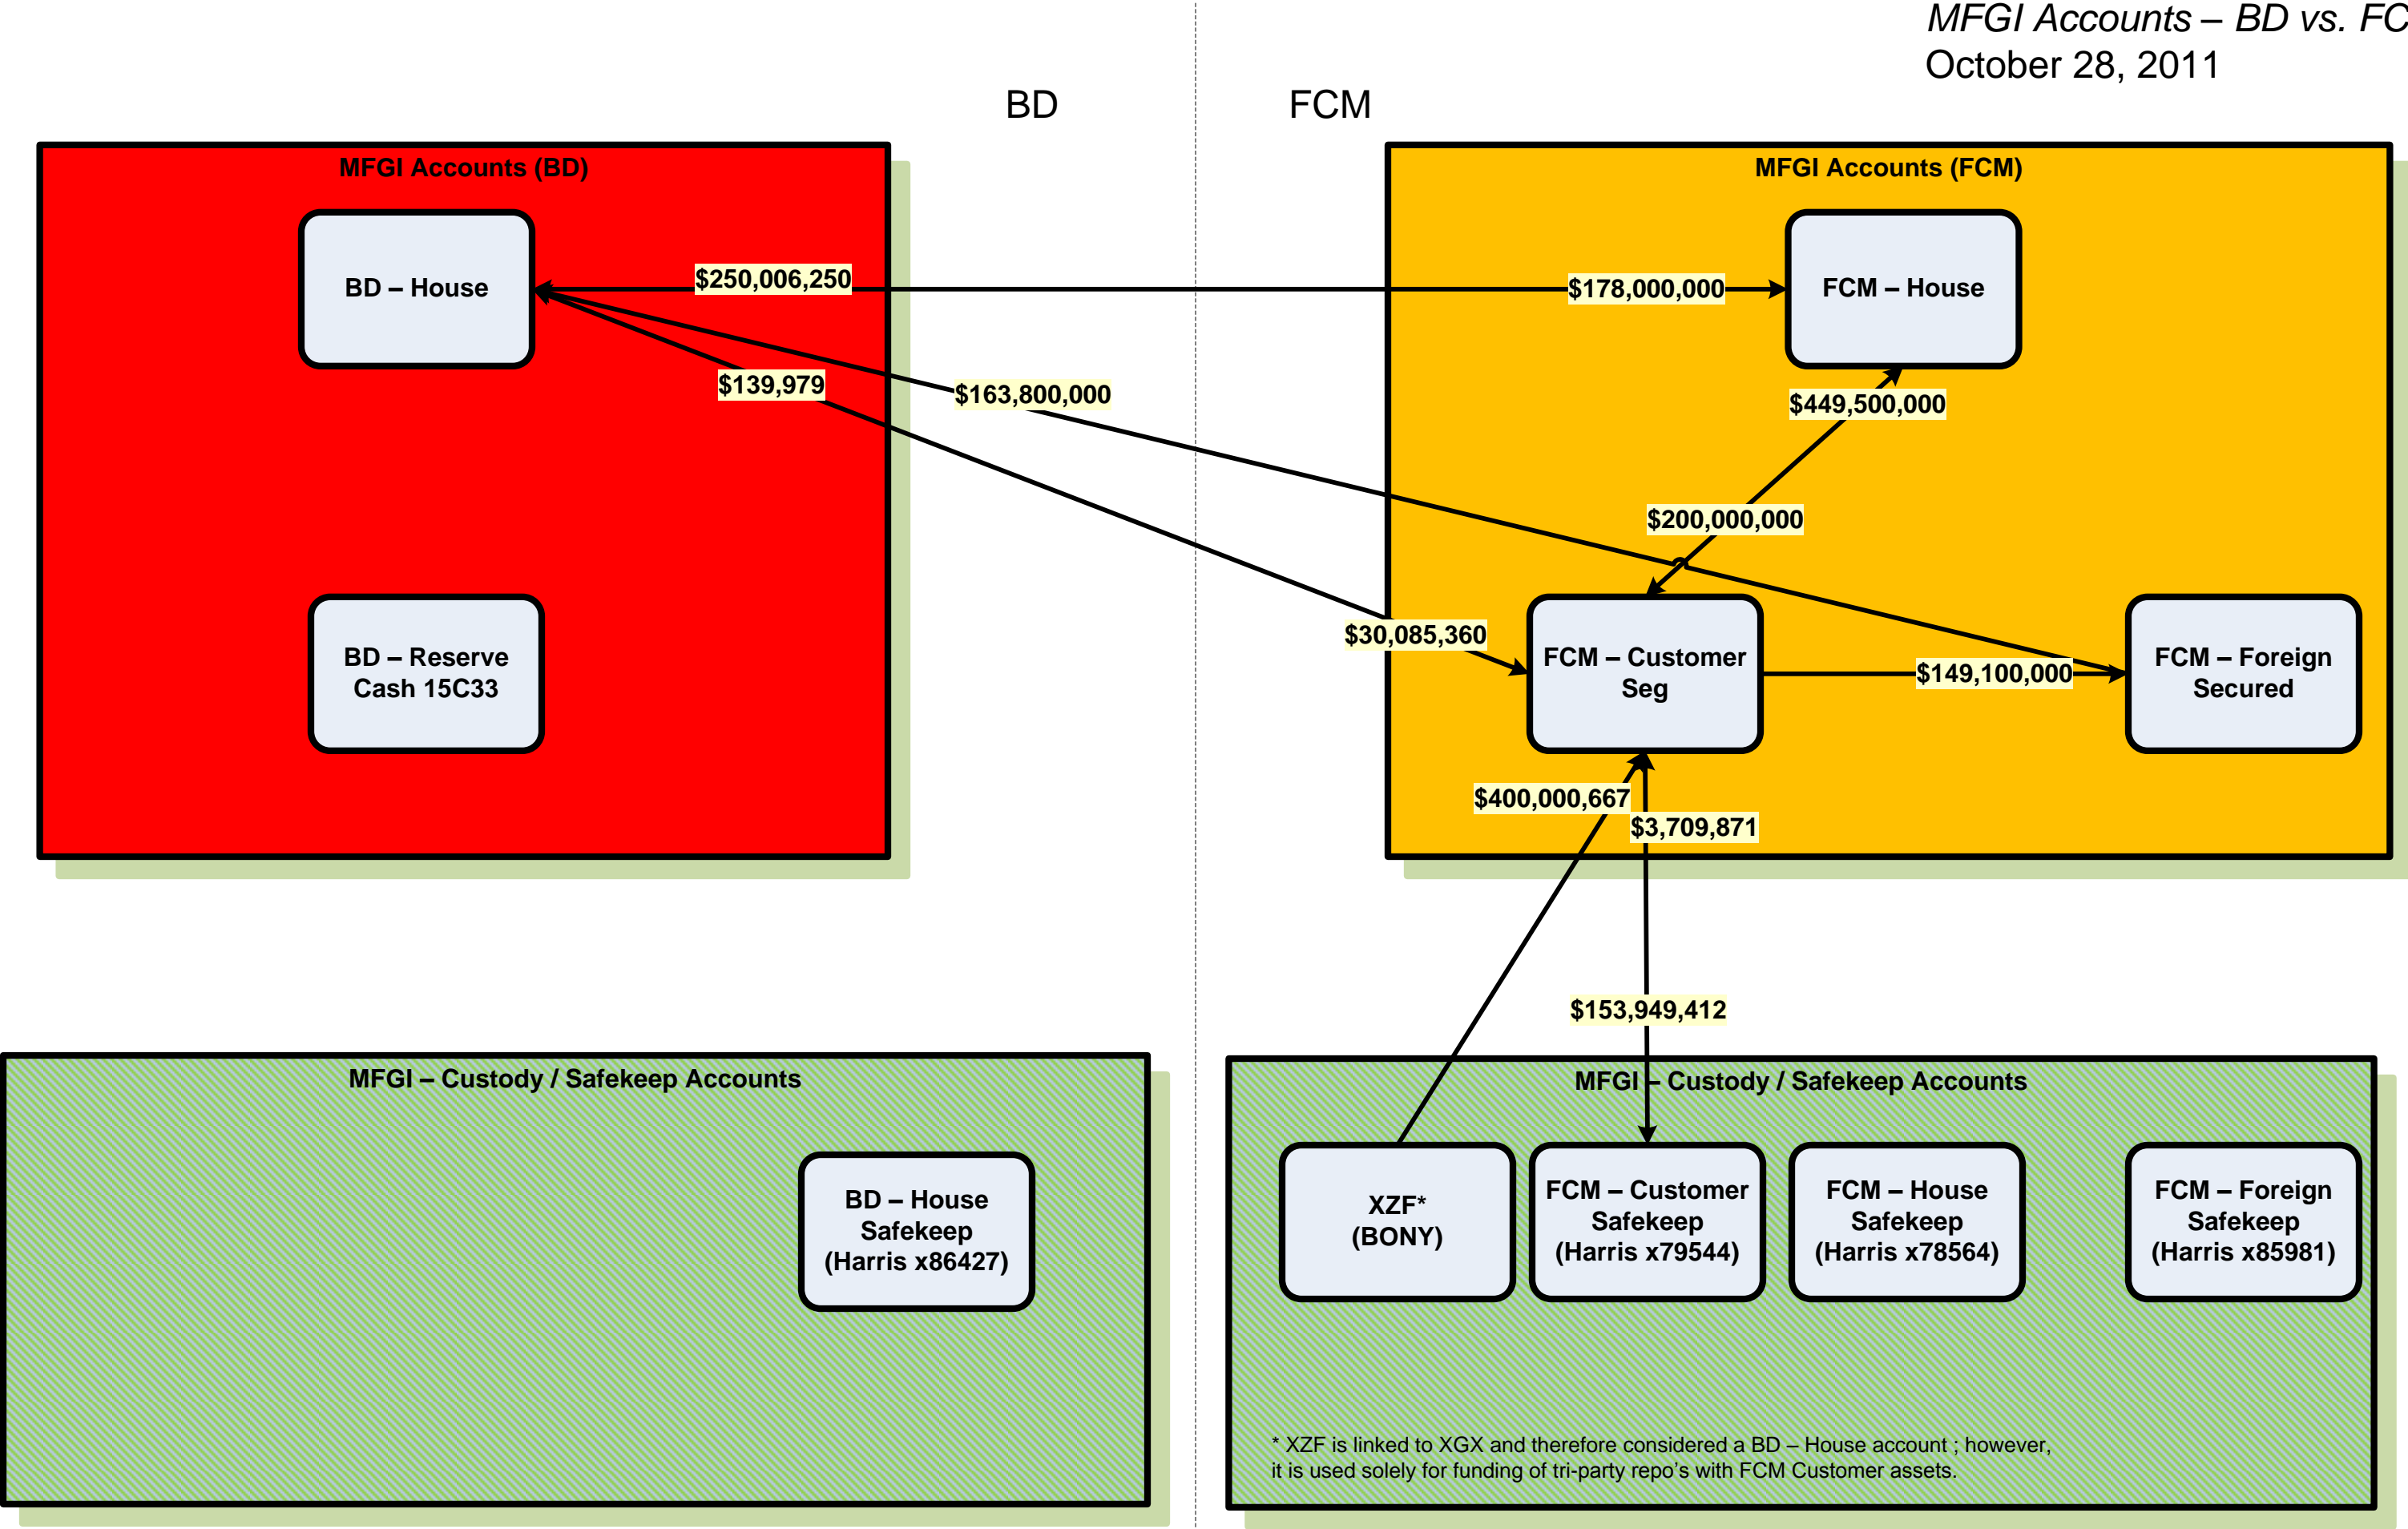 MFGI Accounts – BD vs. FC
October 28, 2011
BD
FCM
MFGI Accounts (BD)
MFGI Accounts (FCM)
BD – House
$250,006,250
$178,000,000
FCM – House
$139,979
$163,800,000
$449,500,000
$200,000,000
$30,085,360
BD – Reserve
Cash 15C33
FCM – Customer
Seg
$149,100,000
FCM – Foreign
Secured
$400,000,667
$3,709,871
$153,949,412
MFGI – Custody / Safekeep Accounts
BD – House
Safekeep
(Harris x86427)
MFGI – Custody / Safekeep Accounts
XZF*
(BONY)
FCM – Customer
Safekeep
(Harris x79544)
FCM – House
Safekeep
(Harris x78564)
FCM – Foreign
Safekeep
(Harris x85981)
* XZF is linked to XGX and therefore considered a BD – House account ; however,
it is used solely for funding of tri-party repo’s with FCM Customer assets.